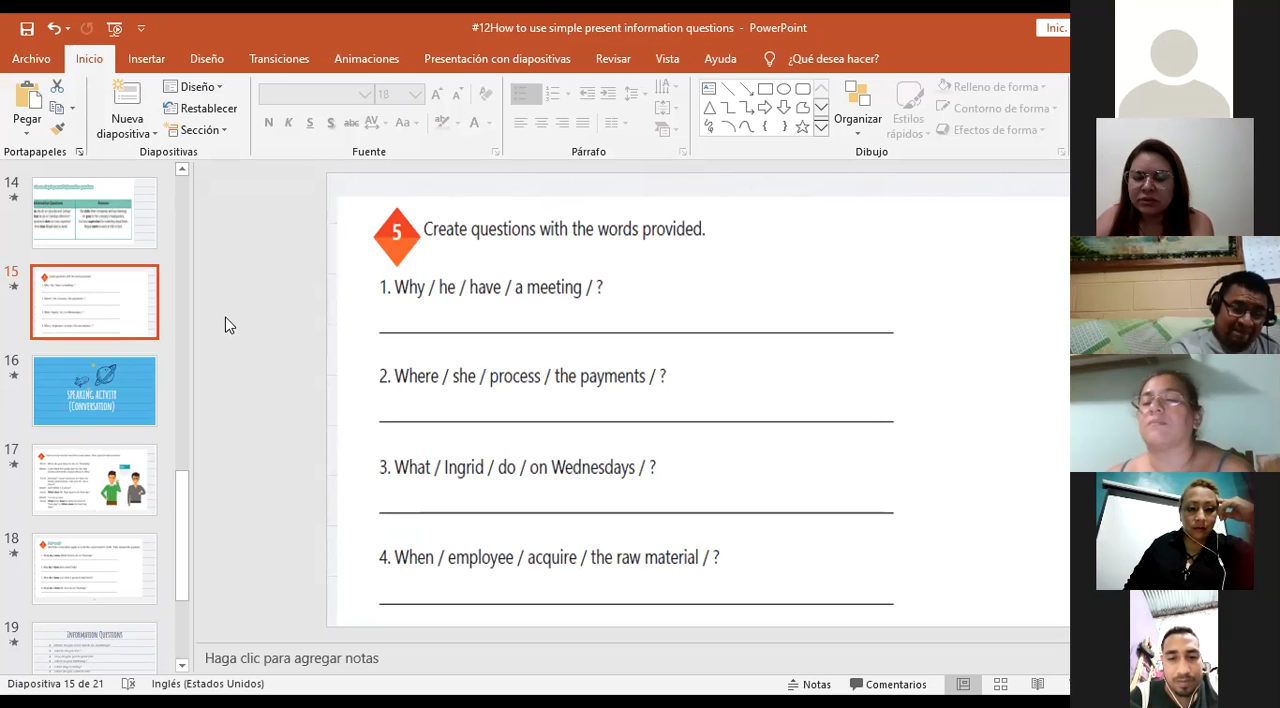 #12How to use simple present information questions - PowerPoint
Inic.
Archivo Inicio Insertar Diseño Transiciones Animaciones Presentación con diapositivas Revisar Vista Ayuda ¿Qué desea hacer?
Pegar
Nueva diapositiva
Diseño
Restablecer
Sección
18
N K S S abc AV Aa A
Organizar
Estilos rápidos
Relleno de forma
Contorno de forma
Efectos de forma
Portapapeles Diapositivas Fuente Párrafo Dibujo
14
15
16
SPEAKING ACTIVITY
(CONVERSATION)
17
18
19
INFORMATION QUESTIONS
5 Create questions with the words provided.
1. Why / he / have / a meeting / ?
2. Where / she / process / the payments / ?
3. What / Ingrid / do / on Wednesdays / ?
4. When / employee / acquire / the raw material / ?
Haga clic para agregar notas
Diapositiva 15 de 21 Inglés (Estados Unidos) Notas Comentarios